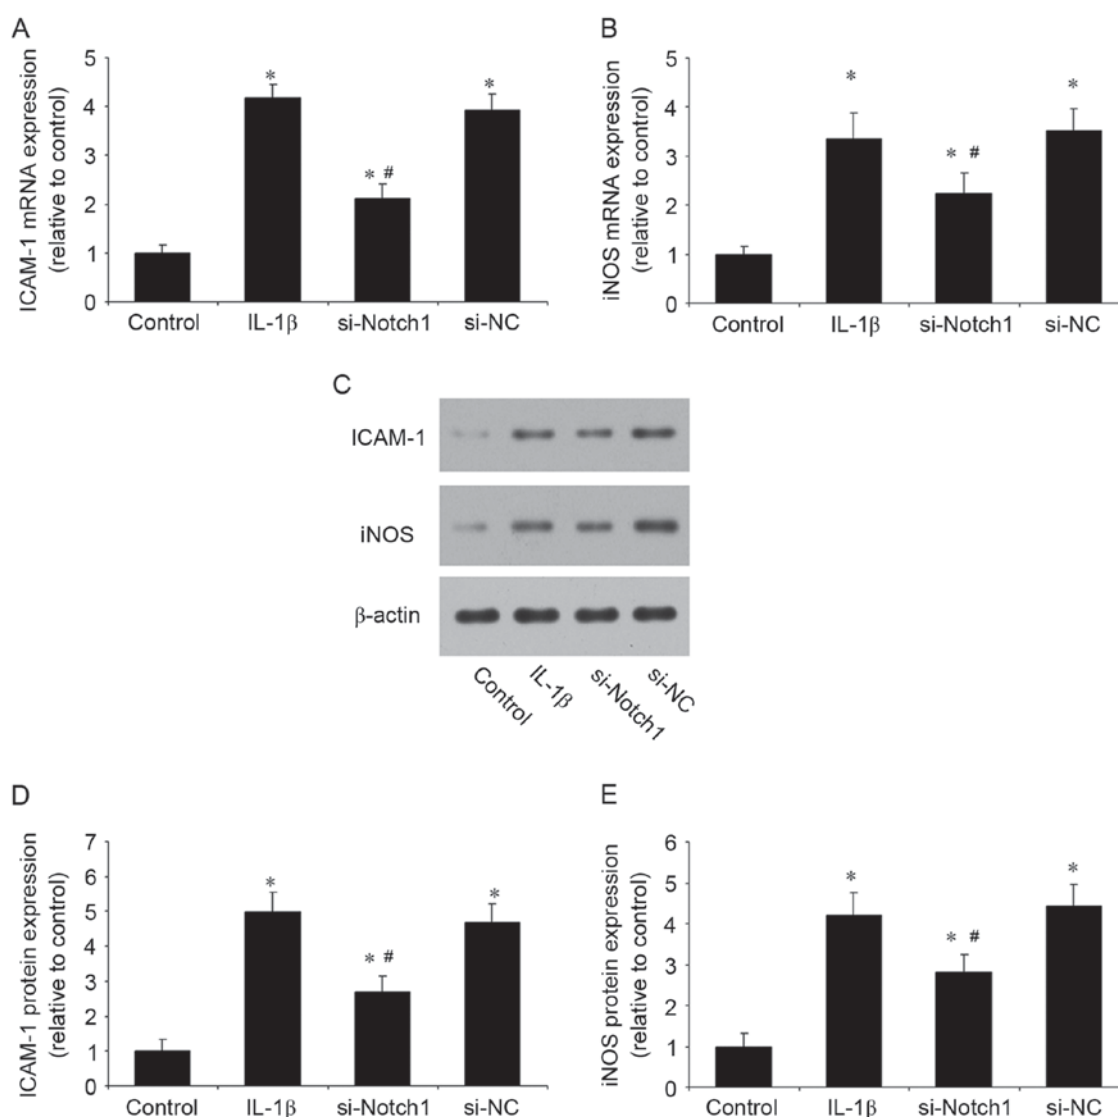 A
ICAM-1 mRNA expression
(relative to control)
5
4
3
2
1
0
*
* #
*
Control IL-1β si-Notch1 si-NC
B
iNOS mRNA expression
(relative to control)
5
4
3
2
1
0
*
* #
*
Control IL-1β si-Notch1 si-NC
C
ICAM-1
iNOS
β-actin
Control IL-1β si-Notch1 si-NC
D
ICAM-1 protein expression
(relative to control)
7
6
5
4
3
2
1
0
*
* #
*
Control IL-1β si-Notch1 si-NC
E
iNOS protein expression
(relative to control)
6
5
4
3
2
1
0
*
* #
*
Control IL-1β si-Notch1 si-NC